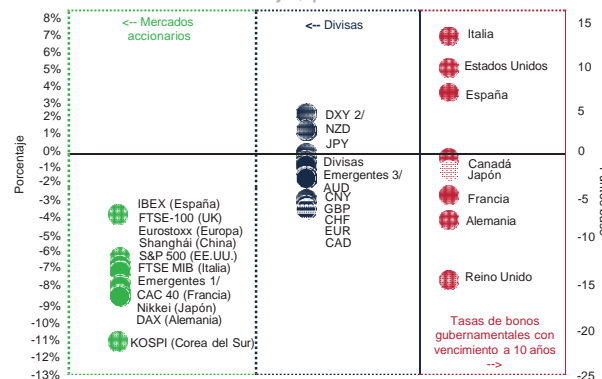 8%
7%
6%
5%
4%
3%
2%
1%
0%
-1%
-2%
-3%
-4%
-5%
-6%
-7%
-8%
-9%
-10%
-11%
-12%
-13%
Porcentaje
<-- Mercados
accionarios
IBEX (España)
FTSE-100 (UK)
Eurostoxx (Europa)
Shanghái (China)
S&P 500 (EE.UU.)
FTSE MIB (Italia)
Emergentes 1/
CAC 40 (Francia)
Nikkei (Japón)
DAX (Alemania)
KOSPI (Corea del Sur)
<-- Divisas
DXY 2/
NZD
JPY
Divisas
Emergentes 3/
AUD
CNY
GBP
CHF
EUR
CAD
Italia
Estados Unidos
España
Canadá
Japón
Francia
Alemania
Reino Unido
Tasas de bonos
gubernamentales con
vencimiento a 10 años
-->
15
10
5
0
-5
-10
-15
-20
-25